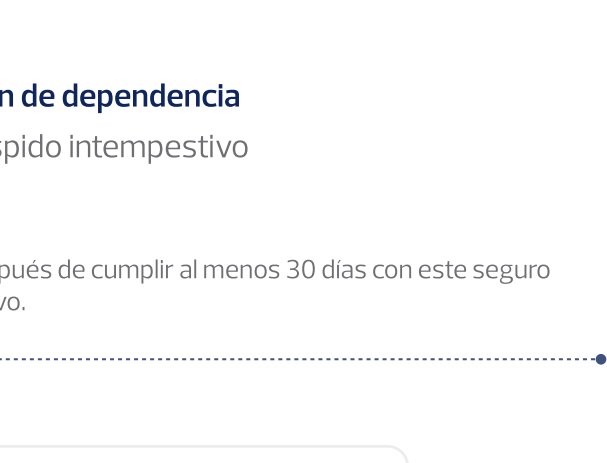 n de dependencia
spido intempestivo
pués de cumplir al menos 30 días con este seguro
vo.